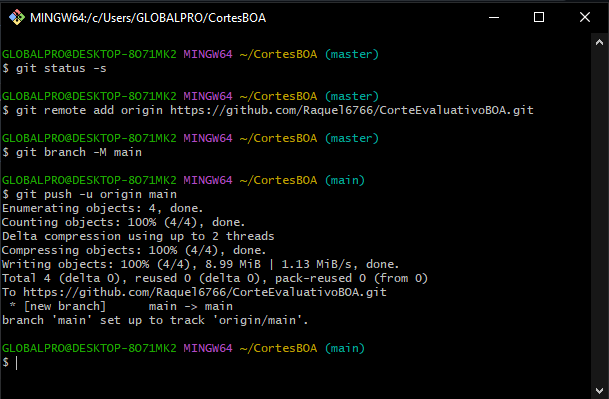 MINGW64:/c/Users/GLOBALPRO/CortesBOA
GLOBALPRO@DESKTOP-8O71MK2 MINGW64 ~/CortesBOA (master)
$ git status -s
GLOBALPRO@DESKTOP-8O71MK2 MINGW64 ~/CortesBOA (master)
$ git remote add origin https://github.com/Raquel6766/CorteEvaluativoBOA.git
GLOBALPRO@DESKTOP-8O71MK2 MINGW64 ~/CortesBOA (master)
$ git branch -M main
GLOBALPRO@DESKTOP-8O71MK2 MINGW64 ~/CortesBOA (main)
$ git push -u origin main
Enumerating objects: 4, done.
Counting objects: 100% (4/4), done.
Delta compression using up to 2 threads
Compressing objects: 100% (4/4), done.
Writing objects: 100% (4/4), 8.99 MiB | 1.13 MiB/s, done.
Total 4 (delta 0), reused 0 (delta 0), pack-reused 0 (from 0)
To https://github.com/Raquel6766/CorteEvaluativoBOA.git
 * [new branch]      main -> main
branch 'main' set up to track 'origin/main'.
GLOBALPRO@DESKTOP-8O71MK2 MINGW64 ~/CortesBOA (main)
$